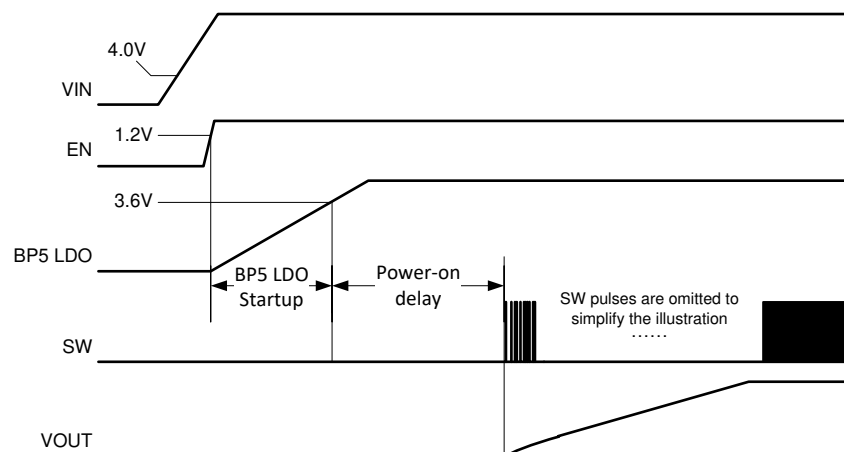 4.0V
VIN
1.2V
EN
3.6V
BP5 LDO
BP5 LDO
Startup
Power-on
delay
SW pulses are omitted to
simplify the illustration
......
SW
VOUT